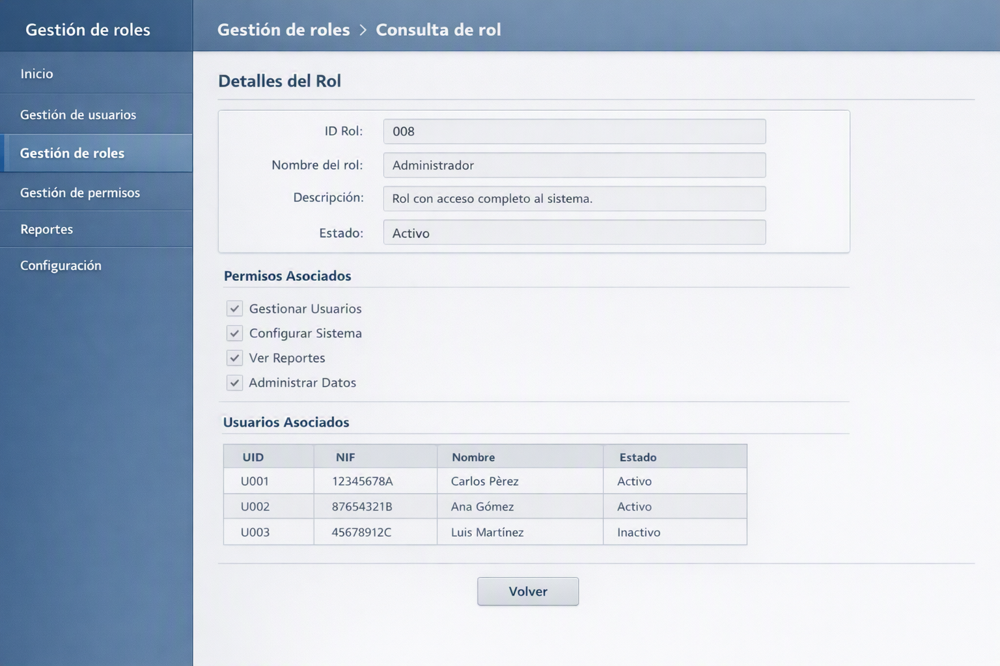 Gestión de roles
Inicio
Gestión de usuarios
Gestión de roles
Gestión de permisos
Reportes
Configuración
Gestión de roles > Consulta de rol
Detalles del Rol
ID Rol: 008
Nombre del rol: Administrador
Descripción: Rol con acceso completo al sistema.
Estado: Activo
Permisos Asociados
Gestionar Usuarios
Configurar Sistema
Ver Reportes
Administrar Datos
Usuarios Asociados
UID NIF Nombre Estado
U001 12345678A Carlos Pèrez Activo
U002 87654321B Ana Gómez Activo
U003 45678912C Luis Martínez Inactivo
Volver